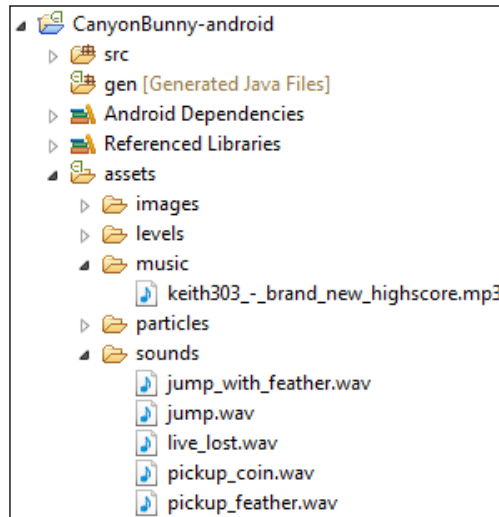 CanyonBunny-android
src
gen [Generated Java Files]
Android Dependencies
Referenced Libraries
assets
images
levels
music
keith303_-_brand_new_highscore.mp3
particles
sounds
jump_with_feather.wav
jump.wav
live_lost.wav
pickup_coin.wav
pickup_feather.wav